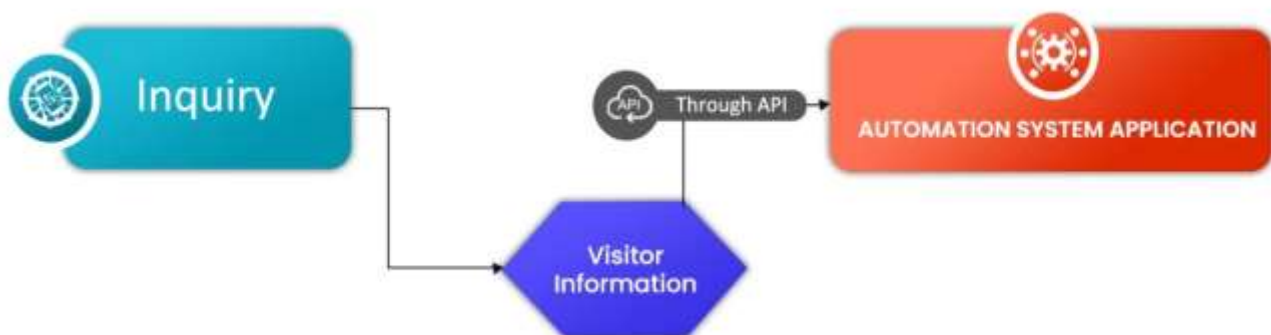 Inquiry
API
Through API
AUTOMATION SYSTEM APPLICATION
Visitor
Information